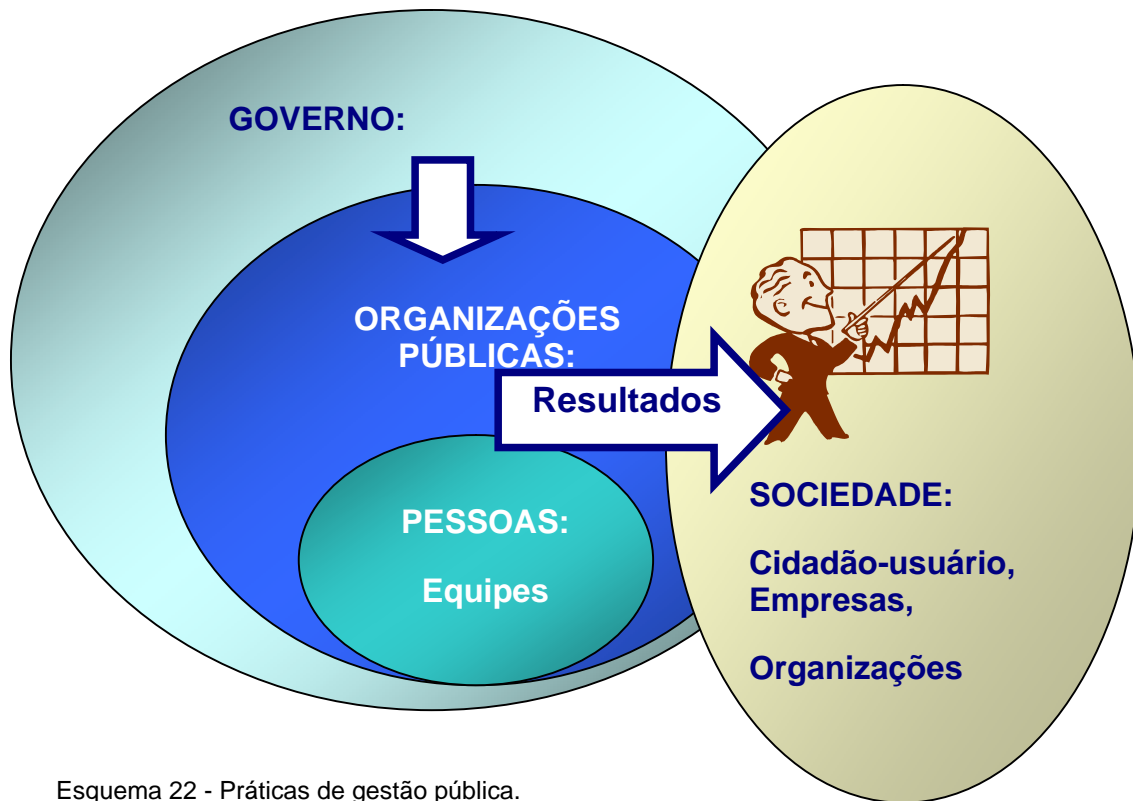 GOVERNO:
ORGANIZAÇÕES
PÚBLICAS:
Resultados
PESSOAS:
Equipes
SOCIEDADE:
Cidadão-usuário,
Empresas,
Organizações
Esquema 22 - Práticas de gestão pública.